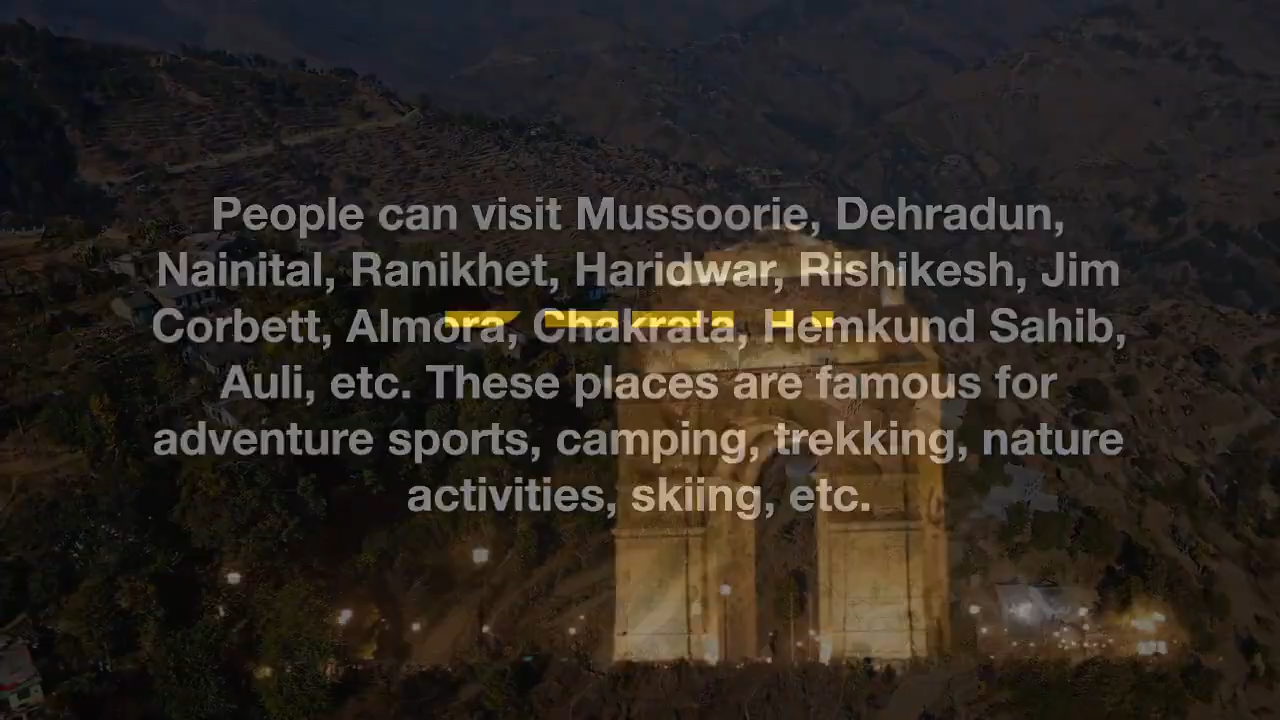 People can visit Mussoorie, Dehradun,
Nainital, Ranikhet, Haridwar, Rishikesh, Jim
Corbett, Almora, Chakrata, Hemkund Sahib,
Auli, etc. These places are famous for
adventure sports, camping, trekking, nature
activities, skiing, etc.